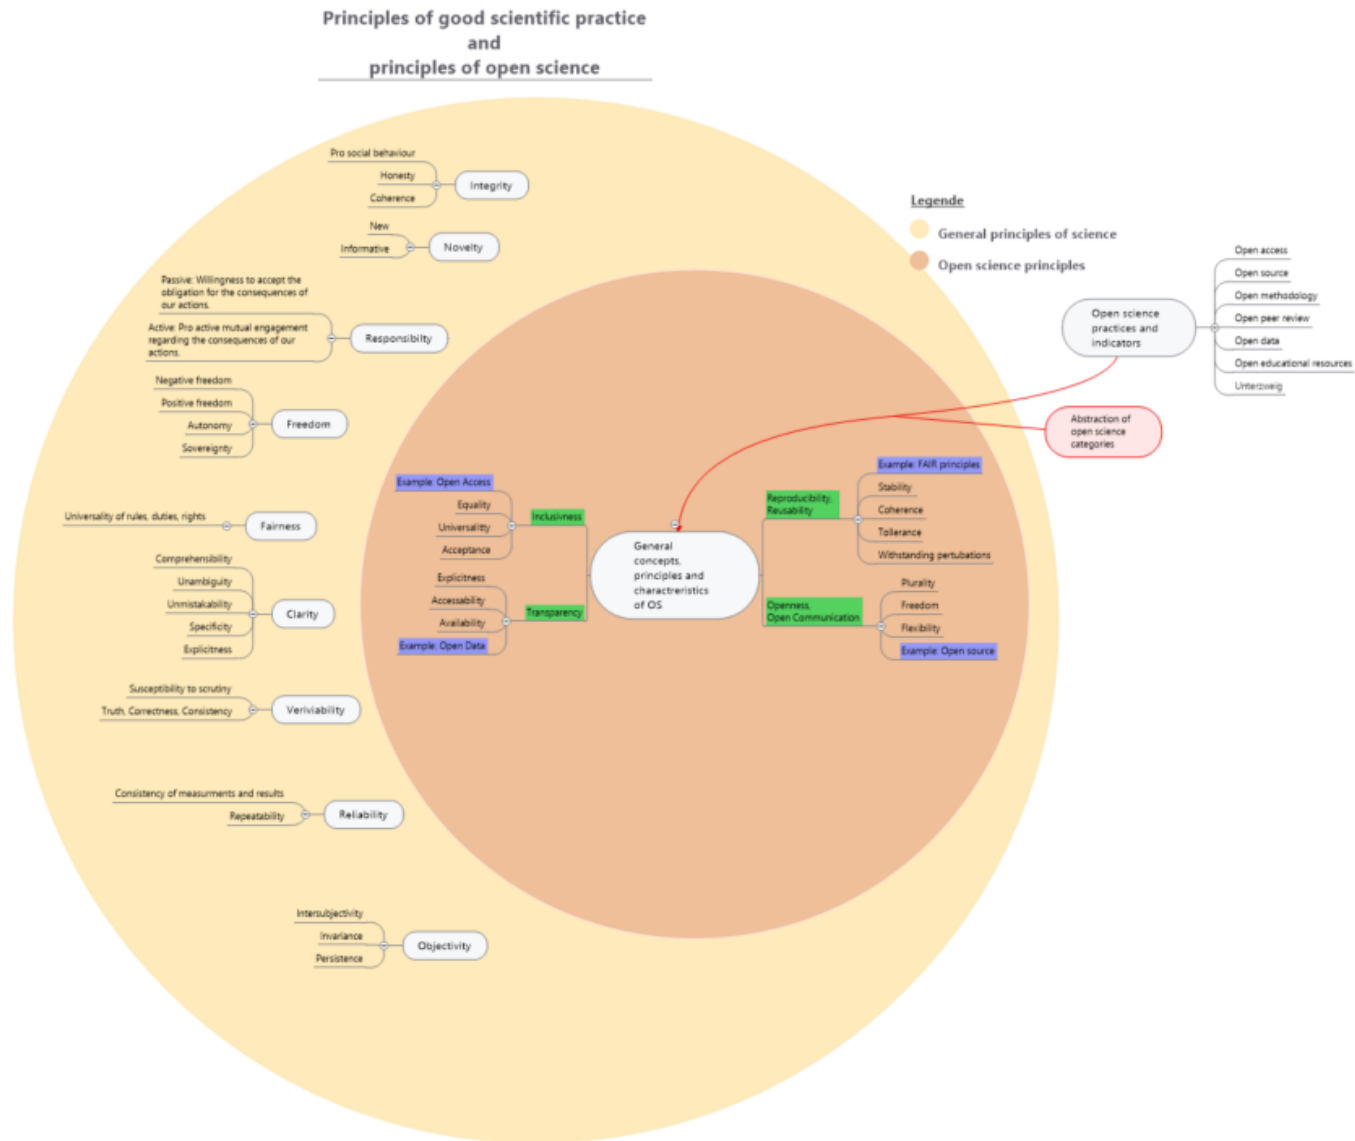 Principles of good scientific practice
and
principles of open science
Pro social behaviour
Honesty
Coherence
Integrity
New
Informative
Novelty
Passive: Willingness to accept the
obligation for the consequences of
our actions.
Active: Pro active mutual engagement
regarding the consequences of our
actions.
Responsibilty
Negative freedom
Positive freedom
Autonomy
Sovereignty
Freedom
Universality of rules, duties, rights
Fairness
Comprehensibility
Unambiguity
Unmistakability
Specificity
Explicitness
Clarity
Susceptibility to scrutiny
Truth, Correctness, Consistency
Veriviability
Consistency of measurments and results
Repeatability
Reliability
Intersubjectivity
Invariance
Persistence
Objectivity
Example: Open Access
Equality
Universality
Acceptance
Inclusivness
Explicitness
Accessability
Availability
Example: Open Data
Transparency
General
concepts,
principles and
charactreristics
of OS
Reproducibility,
Reusability
Example: FAIR principles
Stability
Coherence
Tollerance
Withstanding pertubations
Openness,
Open Communication
Plurality
Freedom
Flexibility
Example: Open source
Legende
General principles of science
Open science principles
Open science
practices and
indicators
Open access
Open source
Open methodology
Open peer review
Open data
Open educational resources
Unterzweig
Abstraction of
open science
categories